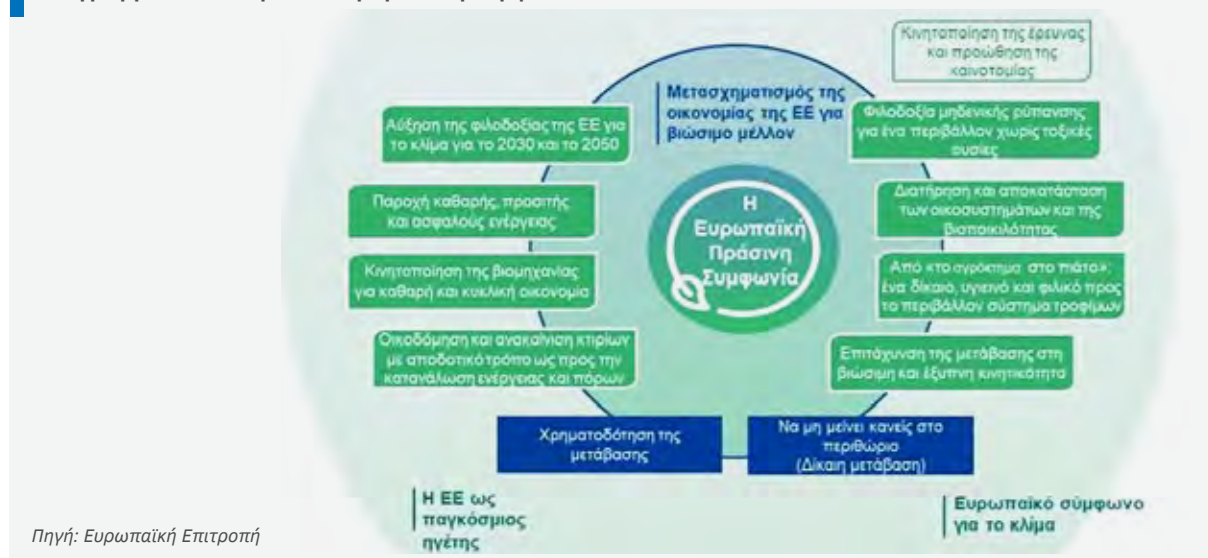 Κινητοποίηση της έρευνας
και προώθηση της
καινοτομίας
Μετασχηματισμός της
οικονομίας της ΕΕ για
βιώσιμο μέλλον
Αύξηση της φιλοδοξίας της ΕΕ για
το κλίμα για το 2030 και το 2050
Φιλοδοξία μηδενικής ρύπανσης
για ένα περιβάλλον χωρίς τοξικές
ουσίες
Παροχή καθαρής, προσιτής
και ασφαλούς ενέργειας
Διατήρηση και αποκατάσταση
των οικοσυστημάτων και της
βιοποικιλότητας
Η
Ευρωπαϊκή
Πράσινη
Συμφωνία
Κινητοποίηση της βιομηχανίας
για καθαρή και κυκλική οικονομία
Από «το αγρόκτημα στο πιάτο»:
ένα δίκαιο, υγιεινό και φιλικό προς
το περιβάλλον σύστημα τροφίμων
Οικοδόμηση και ανακαίνιση κτιρίων
με αποδοτικό τρόπο ως προς την
κατανάλωση ενέργειας και πόρων
Επιτάχυνση της μετάβασης στη
βιώσιμη και έξυπνη κινητικότητα
Χρηματοδότηση της
μετάβασης
Να μη μείνει κανείς στο
περιθώριο
(Δίκαιη μετάβαση)
Η ΕΕ ως
παγκόσμιος
ηγέτης
Ευρωπαϊκό σύμφωνο
για το κλίμα
Πηγή: Ευρωπαϊκή Επιτροπή